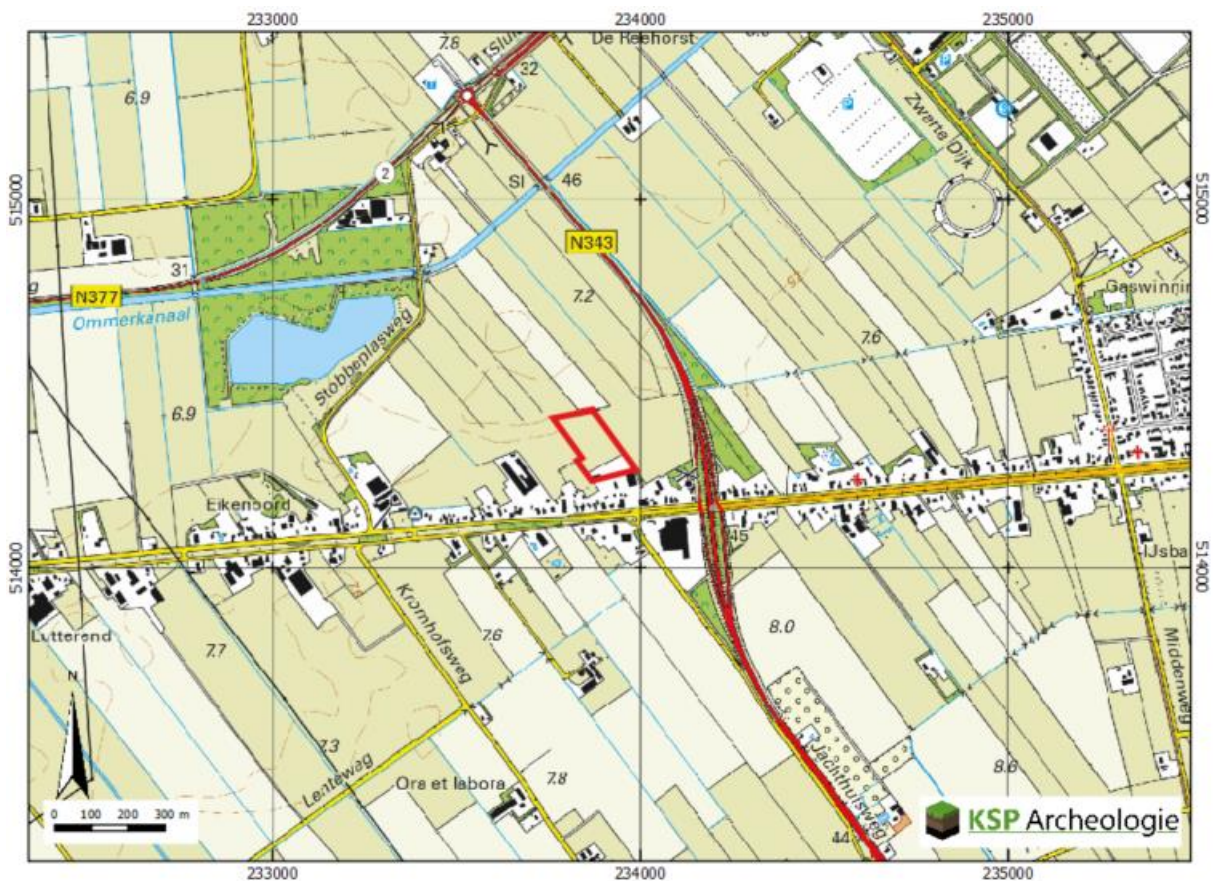 233000
234000
235000
7.6
De Reehorst
32
6.9
Zwarte Dijk
2
SI
46
515000
515000
N343
31
N377
Gaswinnin
Ommerkanaal
7.2
7.6
Stobbeplasweg
6.9
Eikenoord
45
514000
514000
IJsba
Lutterend
Kromhofsweg
7.6
8.0
7.7
Middenweg
N
7.3
Lenteweg
Ora et labora
7.8
8.6
Jachthuisweg
0 100 200 300 m
KSP Archeologie
44
233000
234000
235000